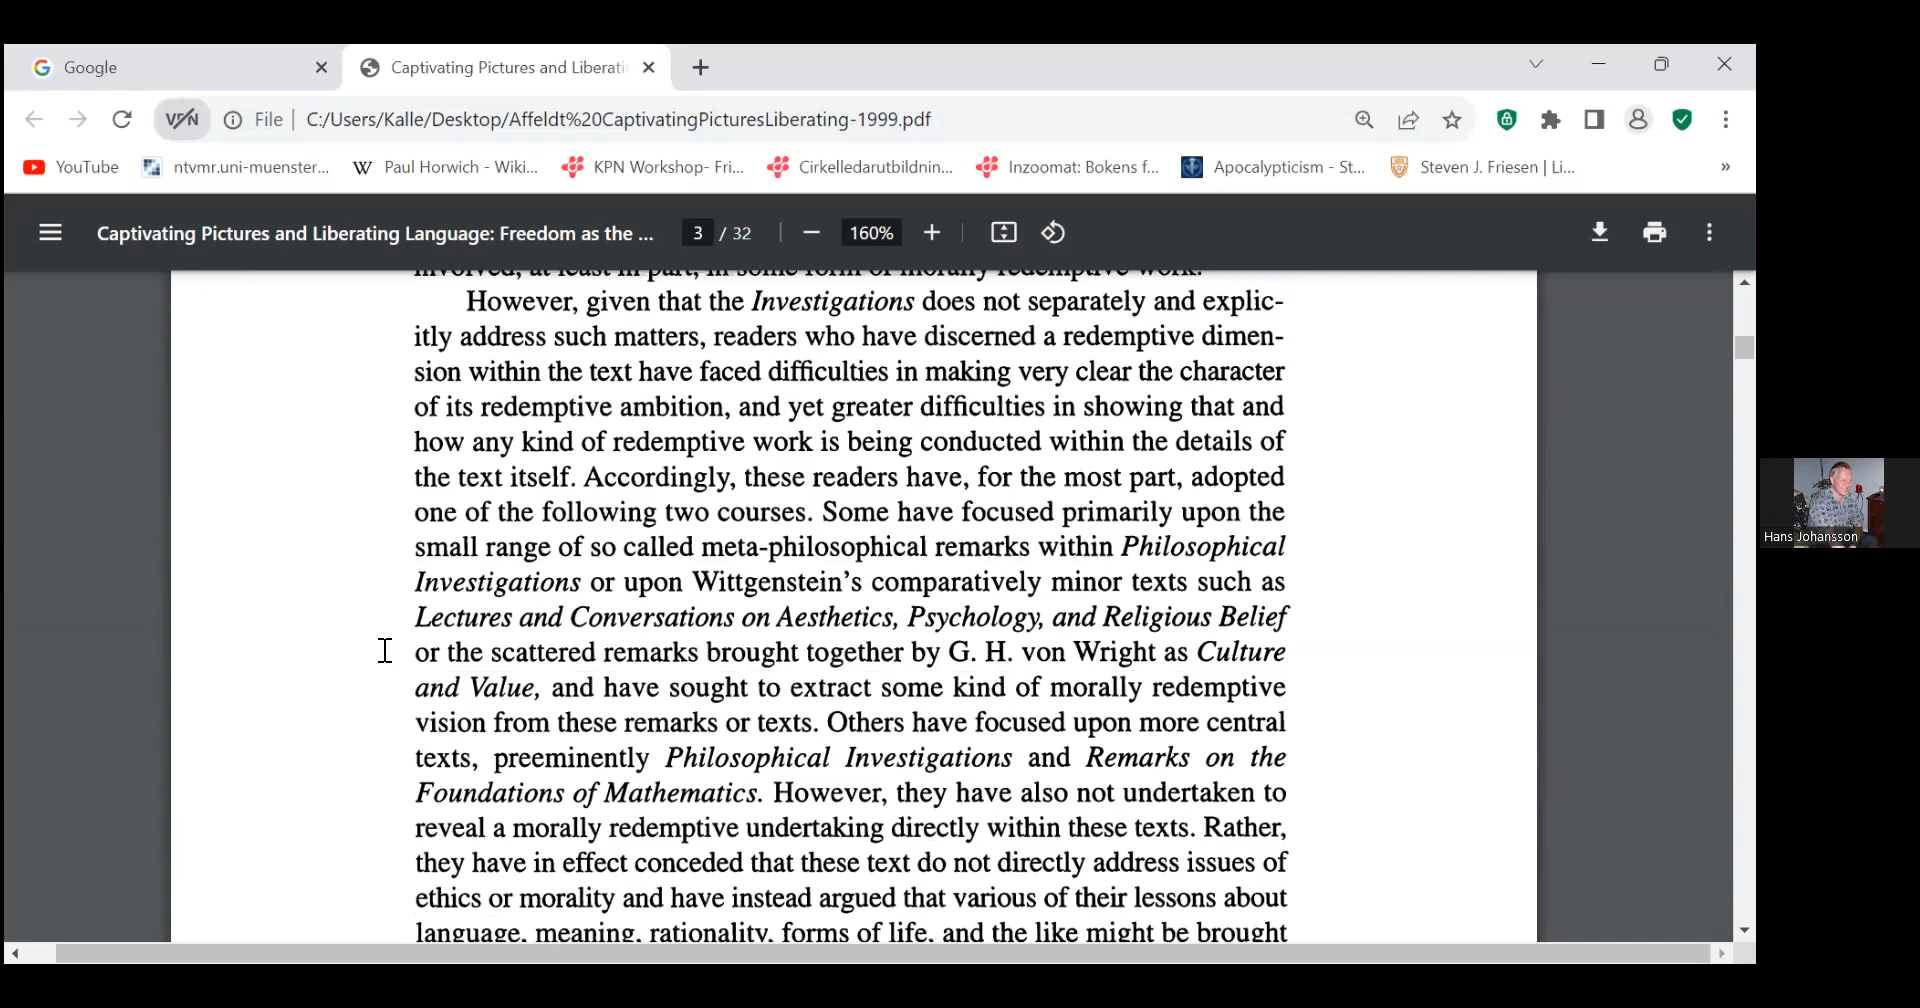 Google
Captivating Pictures and Liberati
File
C:/Users/Kalle/Desktop/Affeldt%20CaptivatingPicturesLiberating-1999.pdf
YouTube
ntvmr.uni-muenster...
Paul Horwich - Wiki...
KPN Workshop- Fri...
Cirkelledarutbildnin...
Inzoomat: Bokens f...
Apocalypticism - St...
Steven J. Friesen | Li...
»
Captivating Pictures and Liberating Language: Freedom as the ...
3 / 32
160%
involved, at least in part, in some form of morally redemptive work.
However, given that the Investigations does not separately and explic-
itly address such matters, readers who have discerned a redemptive dimen-
sion within the text have faced difficulties in making very clear the character
of its redemptive ambition, and yet greater difficulties in showing that and
how any kind of redemptive work is being conducted within the details of
the text itself. Accordingly, these readers have, for the most part, adopted
one of the following two courses. Some have focused primarily upon the
small range of so called meta-philosophical remarks within Philosophical
Investigations or upon Wittgenstein’s comparatively minor texts such as
Lectures and Conversations on Aesthetics, Psychology, and Religious Belief
or the scattered remarks brought together by G. H. von Wright as Culture
and Value, and have sought to extract some kind of morally redemptive
vision from these remarks or texts. Others have focused upon more central
texts, preeminently Philosophical Investigations and Remarks on the
Foundations of Mathematics. However, they have also not undertaken to
reveal a morally redemptive undertaking directly within these texts. Rather,
they have in effect conceded that these text do not directly address issues of
ethics or morality and have instead argued that various of their lessons about
language, meaning, rationality, forms of life, and the like might be brought
Hans Johansson